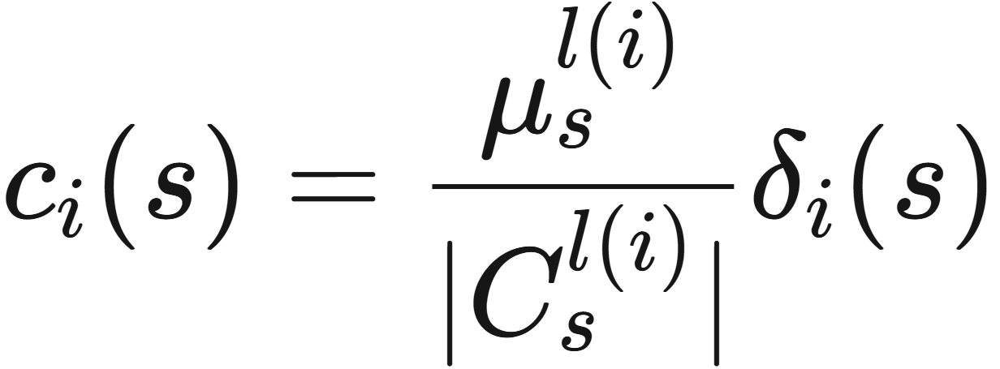 $c_i(s) = \frac{\mu_s^{l(i)}}{|C_s^{l(i)}|} \delta_i(s)$